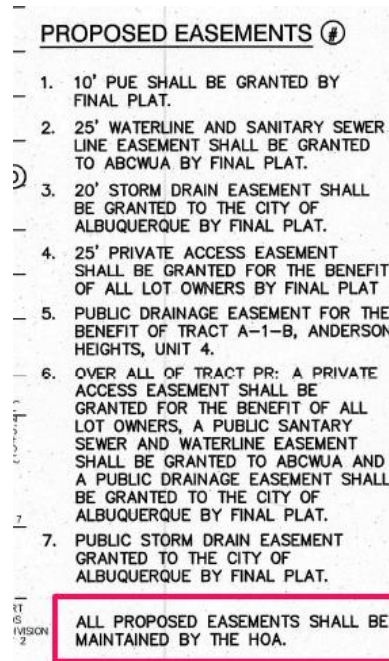 PROPOSED EASEMENTS #
1. 10' PUE SHALL BE GRANTED BY
FINAL PLAT.
2. 25' WATERLINE AND SANITARY SEWER
LINE EASEMENT SHALL BE GRANTED
TO ABCWUA BY FINAL PLAT.
3. 20' STORM DRAIN EASEMENT SHALL
BE GRANTED TO THE CITY OF
ALBUQUERQUE BY FINAL PLAT.
4. 25' PRIVATE ACCESS EASEMENT
SHALL BE GRANTED FOR THE BENEFIT
OF ALL LOT OWNERS BY FINAL PLAT
5. PUBLIC DRAINAGE EASEMENT FOR THE
BENEFIT OF TRACT A-1-B, ANDERSON
HEIGHTS, UNIT 4.
6. OVER ALL OF TRACT PR: A PRIVATE
ACCESS EASEMENT SHALL BE
GRANTED FOR THE BENEFIT OF ALL
LOT OWNERS, A PUBLIC SANTARY
SEWER AND WATERLINE EASEMENT
SHALL BE GRANTED TO ABCWUA AND
A PUBLIC DRAINAGE EASEMENT SHALL
BE GRANTED TO THE CITY OF
ALBUQUERQUE BY FINAL PLAT.
7
7. PUBLIC STORM DRAIN EASEMENT
GRANTED TO THE CITY OF
ALBUQUERQUE BY FINAL PLAT.
ALL PROPOSED EASEMENTS SHALL BE
MAINTAINED BY THE HOA.
RT
IS
IVISION
2